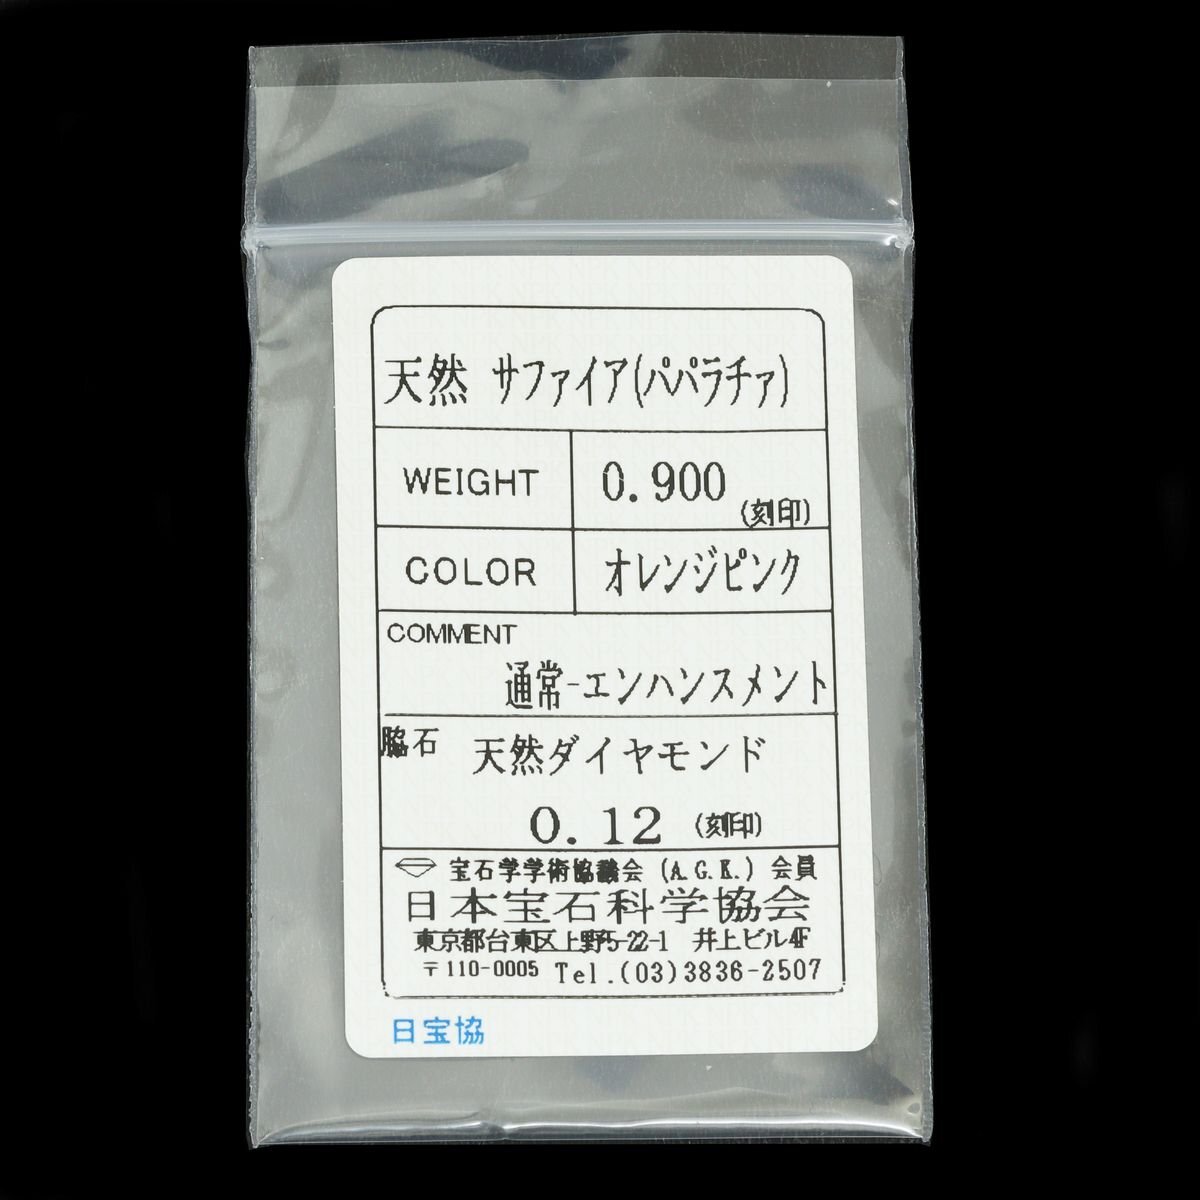 天然 サファイア(パパラチァ)
WEIGHT 0.900 (刻印)
COLOR オレンジピンク
COMMENT
通常-エンハンスメント
脇石 天然ダイヤモンド
0.12 (刻印)
宝石学学術協議会 (A.G.K.) 会員
日本宝石科学協会
東京都台東区上野5-22-1 井上ビル4F
〒110-0005 Tel.(03)3836-2507
日宝協